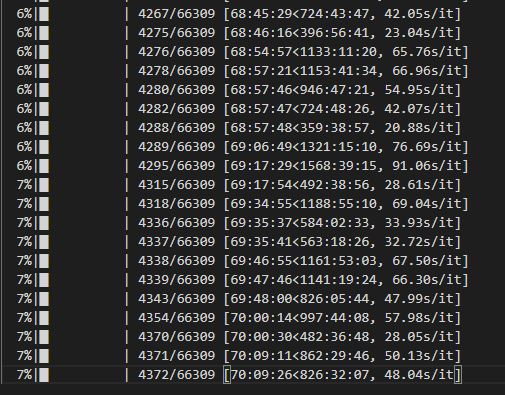 6%|█ | 4267/66309 [68:45:29<724:43:47, 42.05s/it]
6%|█ | 4275/66309 [68:46:16<396:56:41, 23.04s/it]
6%|█ | 4276/66309 [68:54:57<1133:11:20, 65.76s/it]
6%|█ | 4278/66309 [68:57:21<1153:41:34, 66.96s/it]
6%|█ | 4280/66309 [68:57:46<946:47:21, 54.95s/it]
6%|█ | 4282/66309 [68:57:47<724:48:26, 42.07s/it]
6%|█ | 4288/66309 [68:57:48<359:38:57, 20.88s/it]
6%|█ | 4289/66309 [69:06:49<1321:15:10, 76.69s/it]
6%|█ | 4295/66309 [69:17:29<1568:39:15, 91.06s/it]
7%|█ | 4315/66309 [69:17:54<492:38:56, 28.61s/it]
7%|█ | 4318/66309 [69:34:55<1188:55:10, 69.04s/it]
7%|█ | 4336/66309 [69:35:37<584:02:33, 33.93s/it]
7%|█ | 4337/66309 [69:35:41<563:18:26, 32.72s/it]
7%|█ | 4338/66309 [69:46:55<1161:53:03, 67.50s/it]
7%|█ | 4339/66309 [69:47:46<1141:19:24, 66.30s/it]
7%|█ | 4343/66309 [69:48:00<826:05:44, 47.99s/it]
7%|█ | 4354/66309 [70:00:14<997:44:08, 57.98s/it]
7%|█ | 4370/66309 [70:00:30<482:36:48, 28.05s/it]
7%|█ | 4371/66309 [70:09:11<862:29:46, 50.13s/it]
7%|█ | 4372/66309 [70:09:26<826:32:07, 48.04s/it]